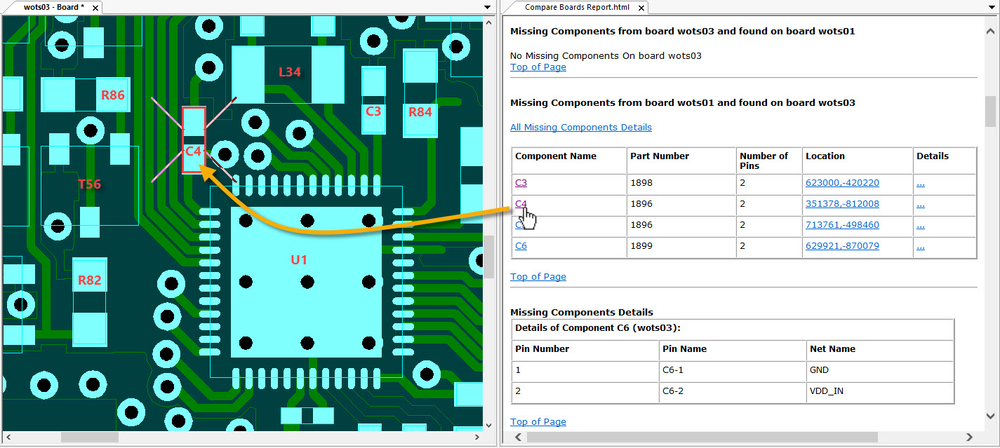 wots03 - Board *
L34
R86
C3
R84
C4
T56
U1
R82
Compare Boards Report.html
Missing Components from board wots03 and found on board wots01
No Missing Components On board wots03
Top of Page
Missing Components from board wots01 and found on board wots03
All Missing Components Details
Component Name Part Number Number of Pins Location Details
C3 1898 2 623000,-420220 ...
C4 1896 2 351378,-812008 ...
1896 2 713761,-498460 ...
C6 1899 2 629921,-870079 ...
Top of Page
Missing Components Details
Details of Component C6 (wots03):
Pin Number Pin Name Net Name
1 C6-1 GND
2 C6-2 VDD_IN
Top of Page